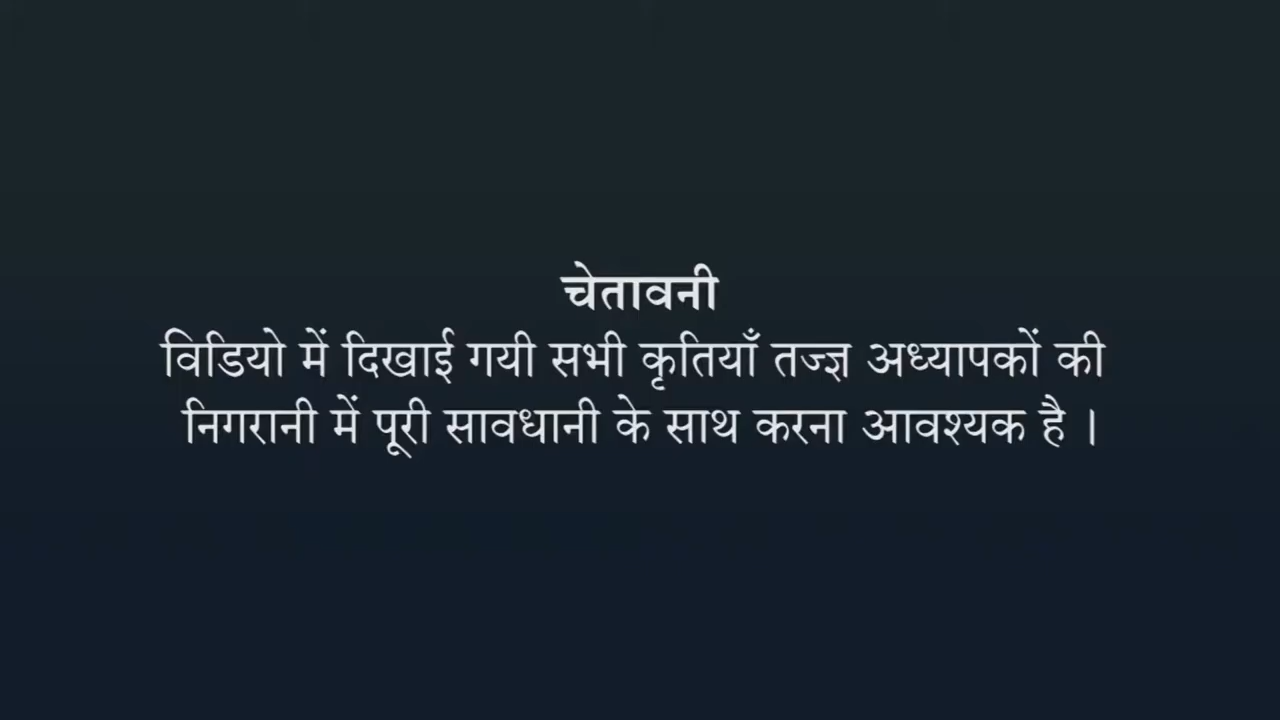 चेतावनी
विडियो में दिखाई गयी सभी कृतियाँ तज्ज्ञ अध्यापकों की
निगरानी में पूरी सावधानी के साथ करना आवश्यक है ।